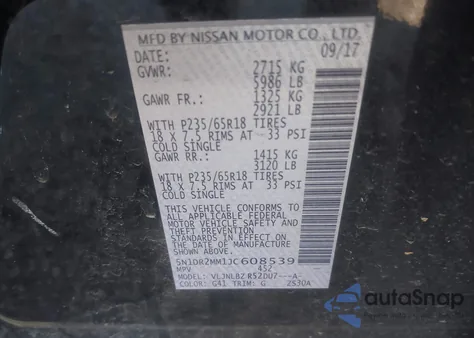 MFD BY NISSAN MOTOR CO., LTD.
DATE: 09/17
GVWR: 2715 KG
5986 LB
GAWR FR.: 1325 KG
2921 LB
WITH P235/65R18 TIRES
18 X 7.5 RIMS AT 33 PSI
COLD SINGLE
GAWR RR.: 1415 KG
3120 LB
WITH P235/65R18 TIRES
18 X 7.5 RIMS AT 33 PSI
COLD SINGLE
THIS VEHICLE CONFORMS TO
ALL APPLICABLE FEDERAL
MOTOR VEHICLE SAFETY AND
THEFT PREVENTION
STANDARDS IN EFFECT ON
THE DATE OF MANUFACTURE
SHOWN ABOVE.
5N1DR2MM1JC608539
MPV 452
MODEL: VLJNLBZ R52DU7---A-
COLOR: G41 TRIM: G 2S30A
autoSnap